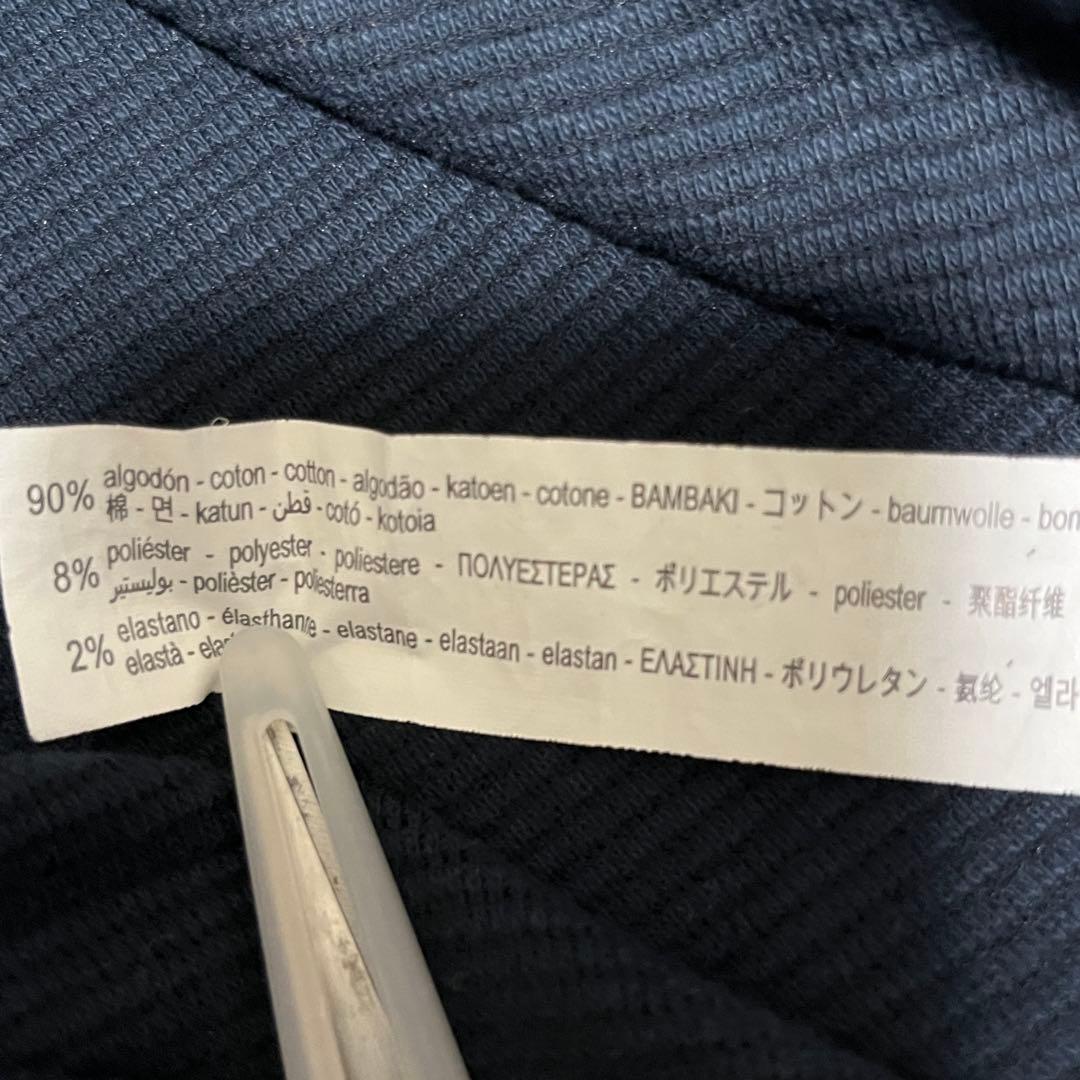 90% algodón - coton - cotton - algodão - katoen - cotone - BAMBAKI - コットン - baumwolle -
棉 - 면 - katun - قطن - cotó - kotoia
8% poliéster - polyester - poliestere - ΠΟΛΥΕΣΤΕΡΑΣ - ポリエステル - poliester - 聚酯纤维
بوليستير - polièster - poliesterra
2% elastano - élasthanne - elastane - elastaan - elastan - ΕΛΑΣΤΙΝΗ - ポリウレタン - 氨纶 -
elastà -